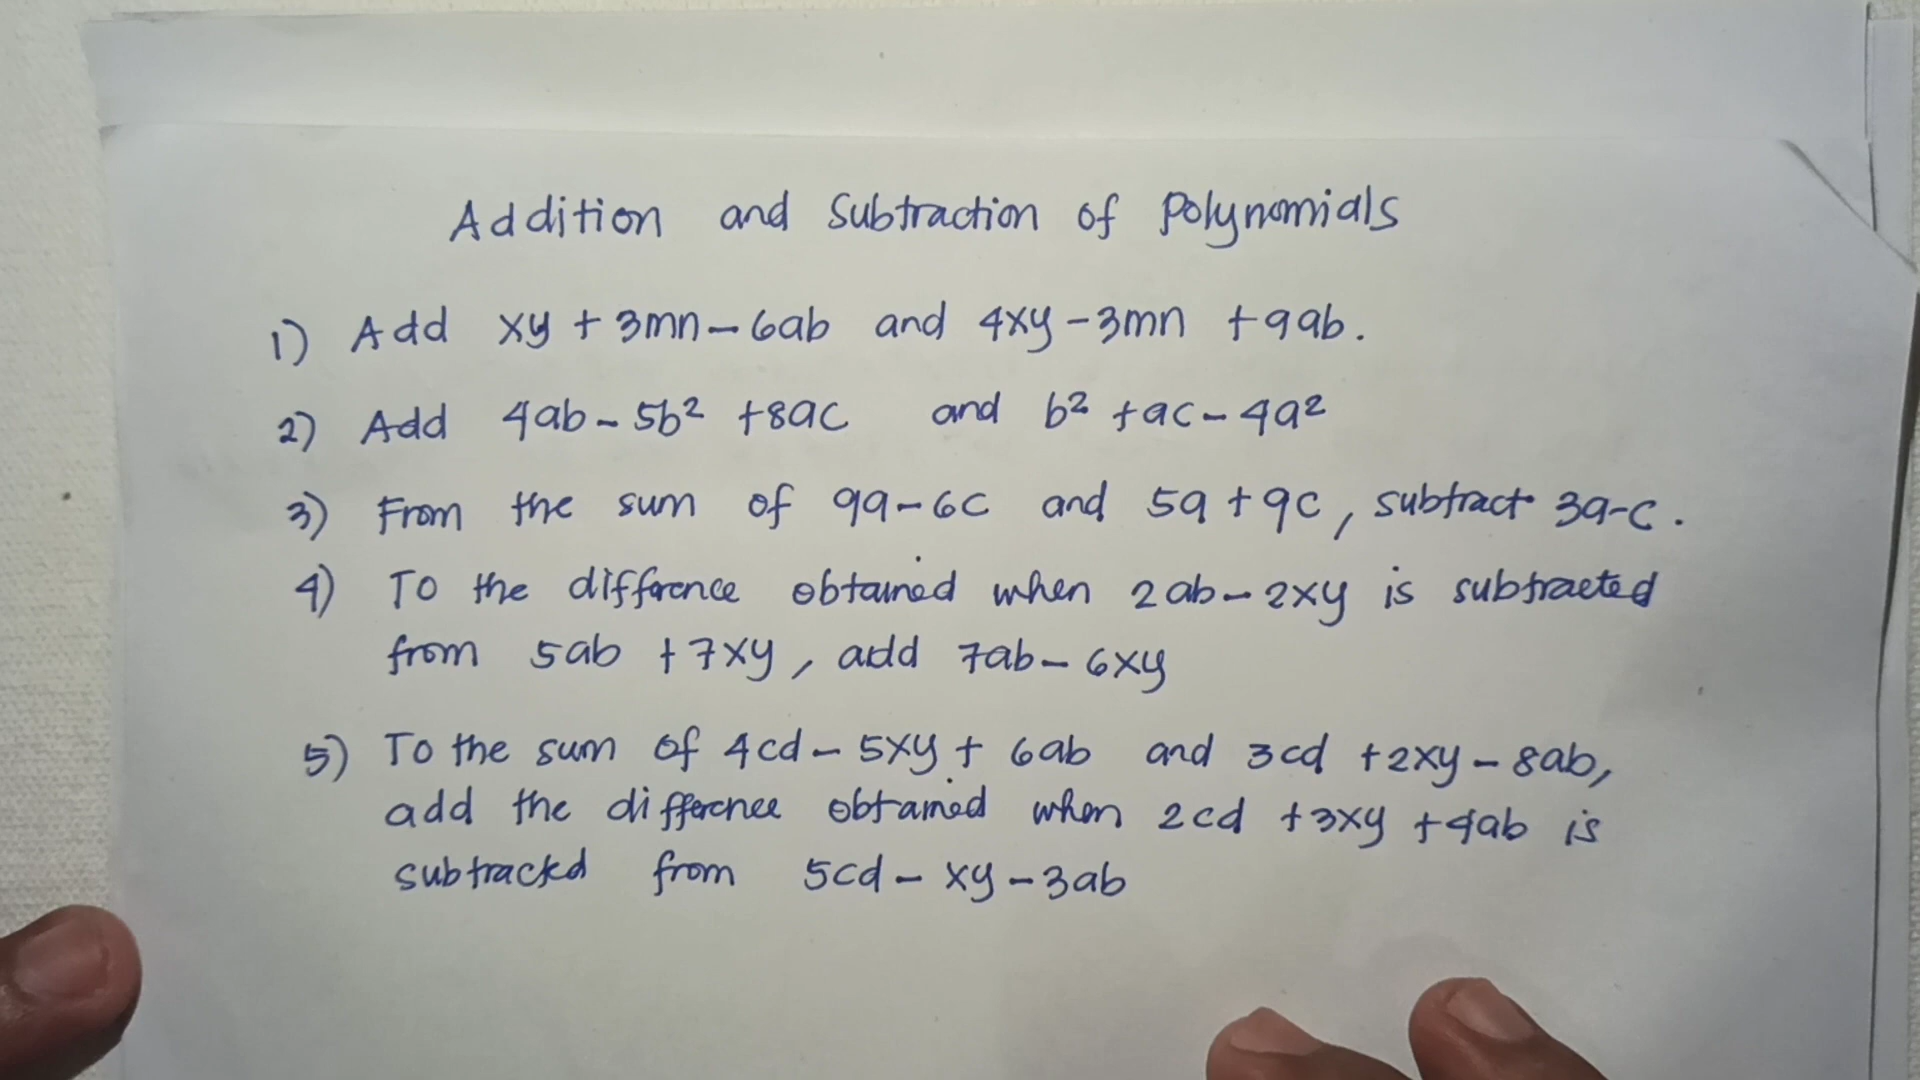 Addition and Subtraction of Polynomials
1) Add xy + 3mn - 6ab and 4xy - 3mn + 9ab.
2) Add 4ab - 5b² + 8ac and b² + ac - 4a²
3) From the sum of 9a - 6c and 5a + 9c, subtract 3a - c.
4) To the difference obtained when 2ab - 2xy is subtracted
from 5ab + 7xy, add 7ab - 6xy
5) To the sum of 4cd - 5xy + 6ab and 3cd + 2xy - 8ab,
add the difference obtained when 2cd + 3xy + 4ab is
subtracted from 5cd - xy - 3ab